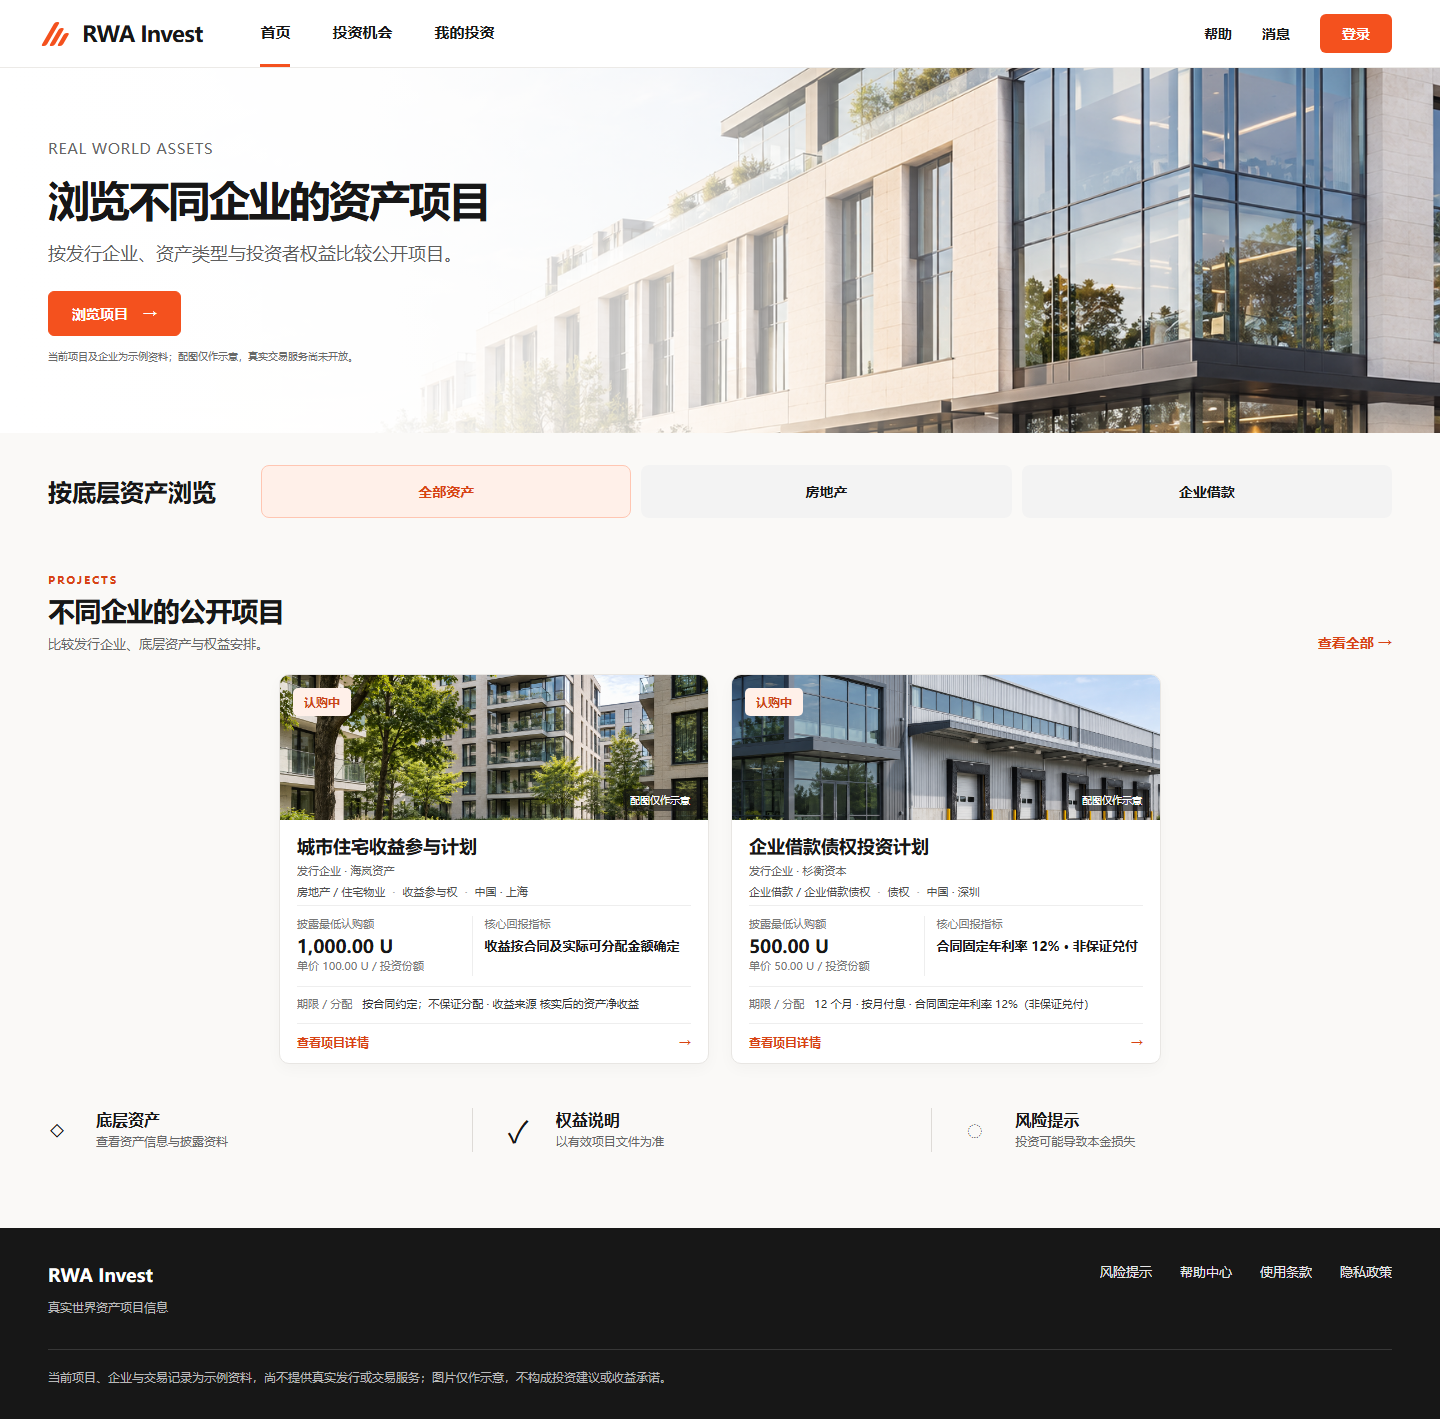 RWA Invest
首页
投资机会
我的投资
帮助
消息
登录
REAL WORLD ASSETS
浏览不同企业的资产项目
按发行企业、资产类型与投资者权益比较公开项目。
浏览项目 →
当前项目及企业为示例资料；配图仅作示意，真实交易服务尚未开放。
按底层资产浏览
全部资产
房地产
企业借款
PROJECTS
不同企业的公开项目
比较发行企业、底层资产与权益安排。
查看全部 →
认购中
配图仅作示意
城市住宅收益参与计划
发行企业 · 海岚资产
房地产 / 住宅物业 · 收益参与权 · 中国 · 上海
披露最低认购额
1,000.00 U
单价 100.00 U / 投资份额
核心回报指标
收益按合同及实际可分配金额确定
期限 / 分配 按合同约定；不保证分配 · 收益来源 核实后的资产净收益
查看项目详情 →
认购中
配图仅作示意
企业借款债权投资计划
发行企业 · 杉衡资本
企业借款 / 企业借款债权 · 债权 · 中国 · 深圳
披露最低认购额
500.00 U
单价 50.00 U / 投资份额
核心回报指标
合同固定年利率 12% • 非保证兑付
期限 / 分配 12 个月 · 按月付息 · 合同固定年利率 12%（非保证兑付）
查看项目详情 →
底层资产
查看资产信息与披露资料
权益说明
以有效项目文件为准
风险提示
投资可能导致本金损失
RWA Invest
真实世界资产项目信息
风险提示
帮助中心
使用条款
隐私政策
当前项目、企业与交易记录为示例资料，尚不提供真实发行或交易服务；图片仅作示意，不构成投资建议或收益承诺。